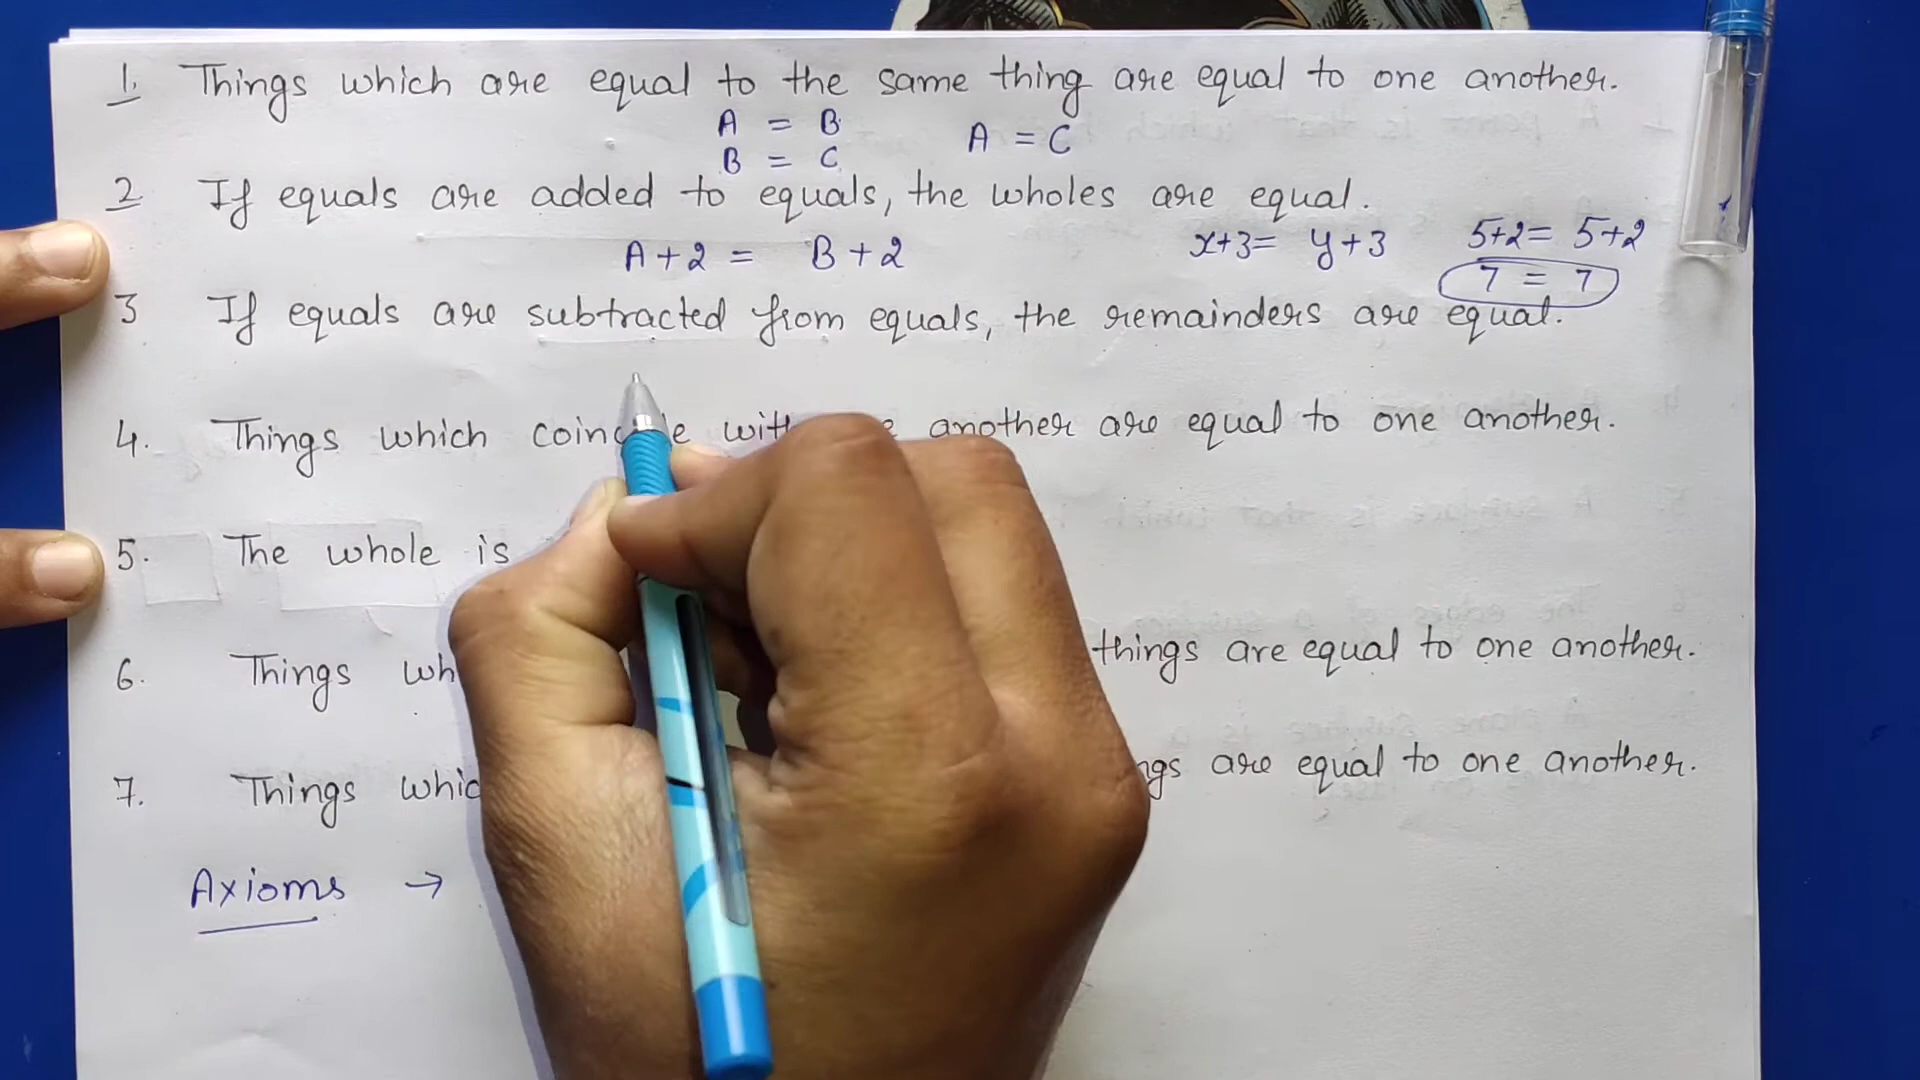 1. Things which are equal to the same thing are equal to one another.
A = B
B = C
A = C
2 If equals are added to equals, the wholes are equal.
A+2 = B+2
x+3= y+3
5+2= 5+2
7 = 7
3 If equals are subtracted from equals, the remainders are equal.
4. Things which another are equal to one another.
5. The whole is
6. Things things are equal to one another.
7. Things are equal to one another.
Axioms →